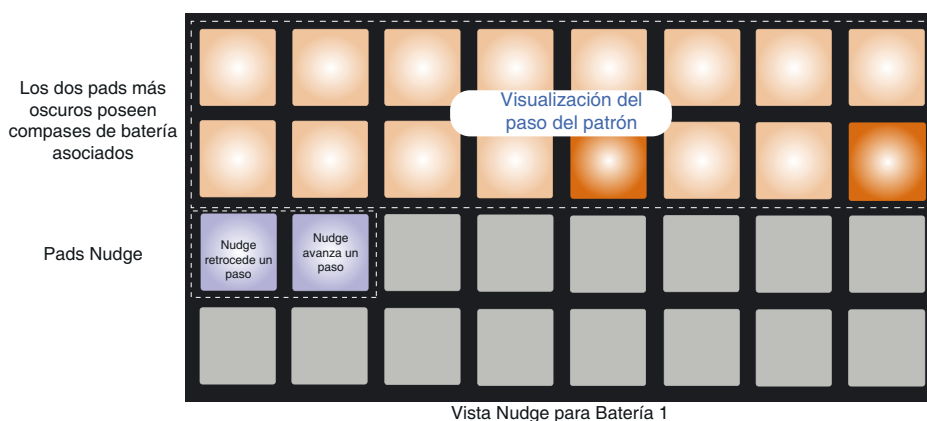 Los dos pads más
oscuros poseen
compases de batería
asociados
Visualización del
paso del patrón
Pads Nudge
Nudge
retrocede un
paso
Nudge
avanza un
paso
Vista Nudge para Batería 1